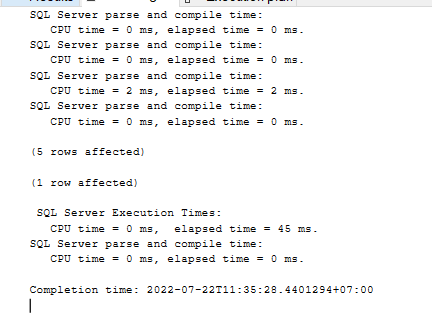 SQL Server parse and compile time:
CPU time = 0 ms, elapsed time = 0 ms.
SQL Server parse and compile time:
CPU time = 0 ms, elapsed time = 0 ms.
SQL Server parse and compile time:
CPU time = 2 ms, elapsed time = 2 ms.
SQL Server parse and compile time:
CPU time = 0 ms, elapsed time = 0 ms.
(5 rows affected)
(1 row affected)
SQL Server Execution Times:
CPU time = 0 ms,  elapsed time = 45 ms.
SQL Server parse and compile time:
CPU time = 0 ms, elapsed time = 0 ms.
Completion time: 2022-07-22T11:35:28.4401294+07:00